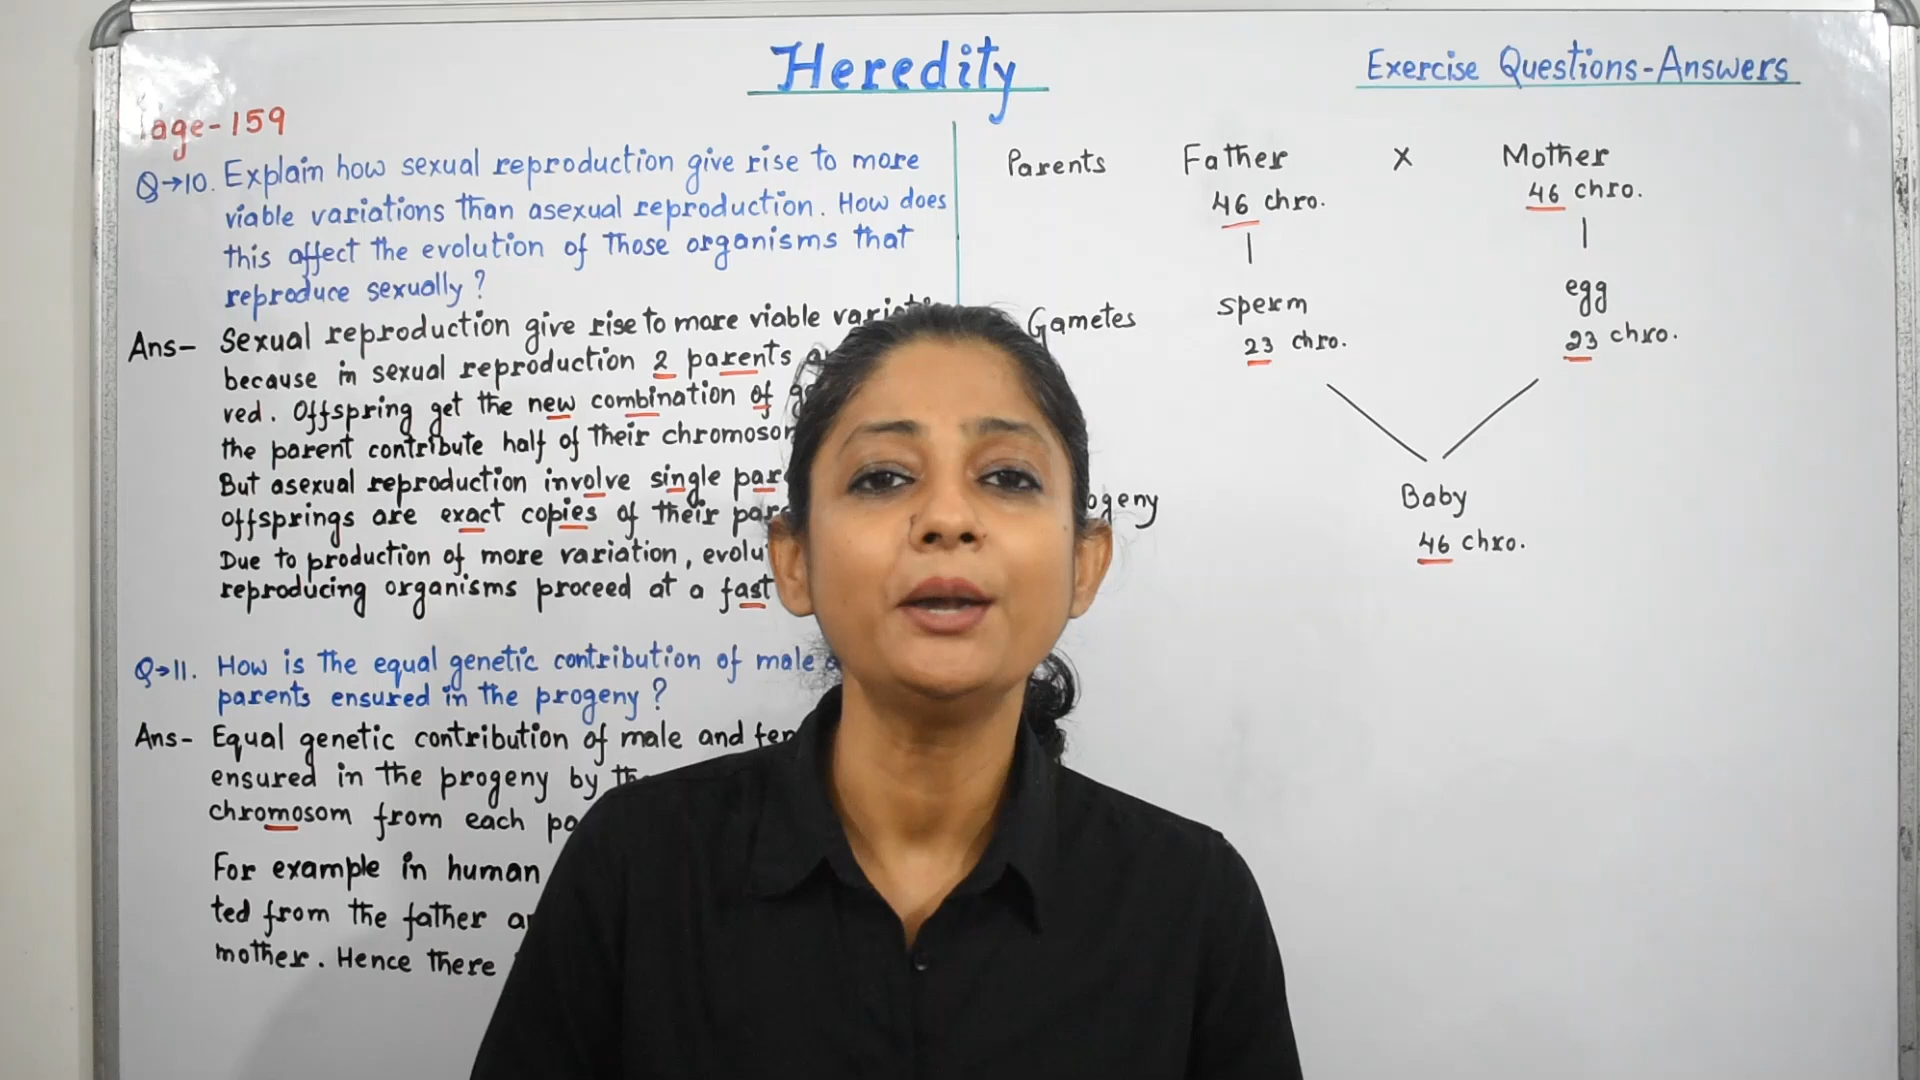 Heredity
Exercise Questions-Answers
age-159
Q→10. Explain how sexual reproduction give rise to more
viable variations than asexual reproduction. How does
this affect the evolution of those organisms that
reproduce sexually?
Ans- Sexual reproduction give rise to more viable
because in sexual reproduction 2 parents
red. Offspring get the new combination of
the parent contribute half of their
But asexual reproduction involve single
offsprings are exact copies of their
Due to production of more variation,
reproducing organisms proceed at a fast
Q→11. How is the equal genetic contribution of male
parents ensured in the progeny?
Ans- Equal genetic contribution of male and
ensured in the progeny by
chromosom from each
For example in human
ted from the father
mother. Hence there
Parents Father X Mother
46 chro. 46 chro.
Gametes sperm egg
23 chro. 23 chro.
ogeny Baby
46 chro.